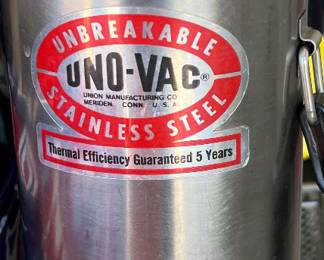 UNBREAKABLE
UNO-VAC®
UNION MANUFACTURING CO.
MERIDEN, CONN U. S. A.
STAINLESS STEEL
Thermal Efficiency Guaranteed 5 Years